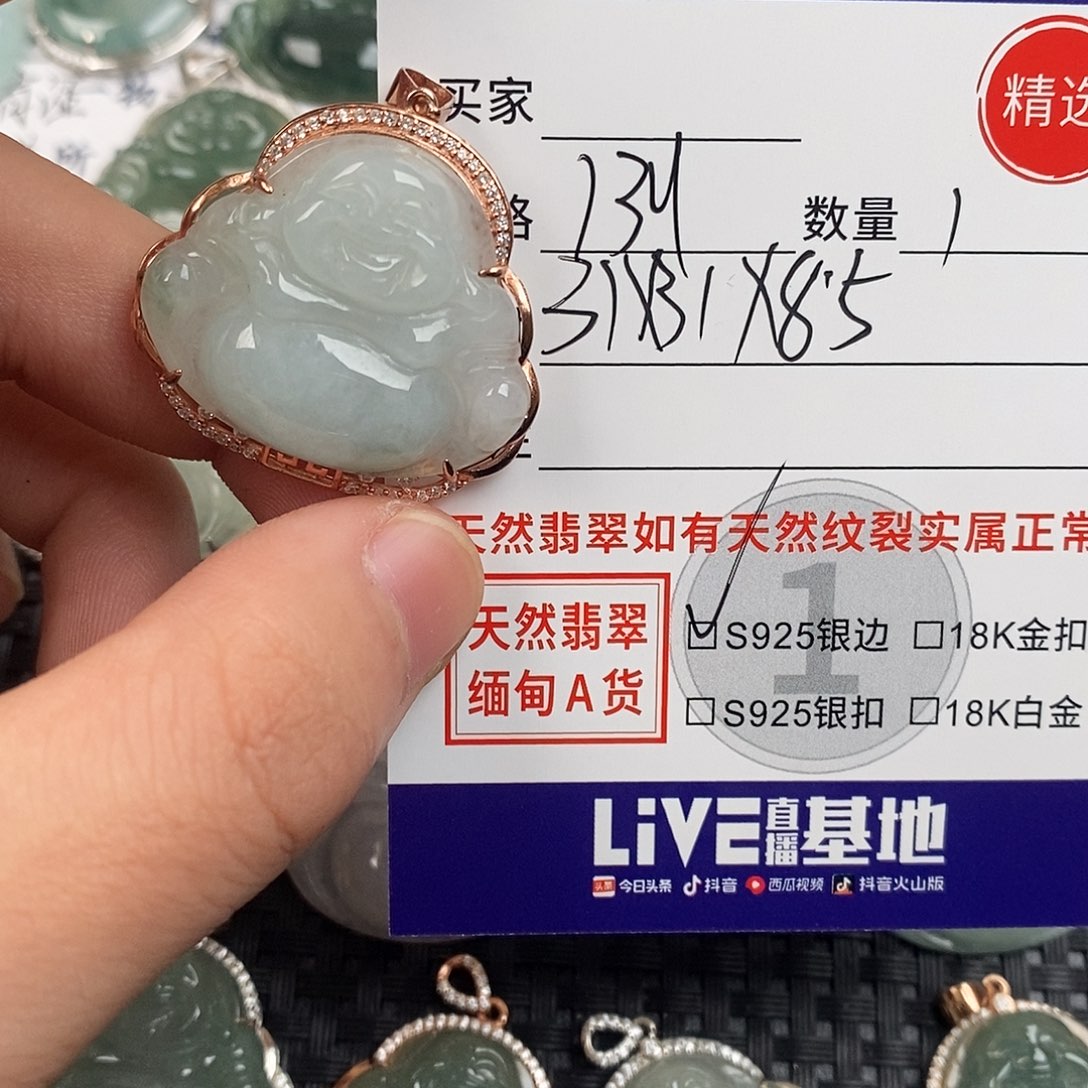 买家
精选
格 134 数量 1
31X31X8.5
天然翡翠如有天然纹裂实属正常
天然翡翠
缅甸A货
1
☑S925银边 □18K金扣
□S925银扣 □18K白金
LiVE直播基地
头条 今日头条 抖音 西瓜视频 抖音火山版